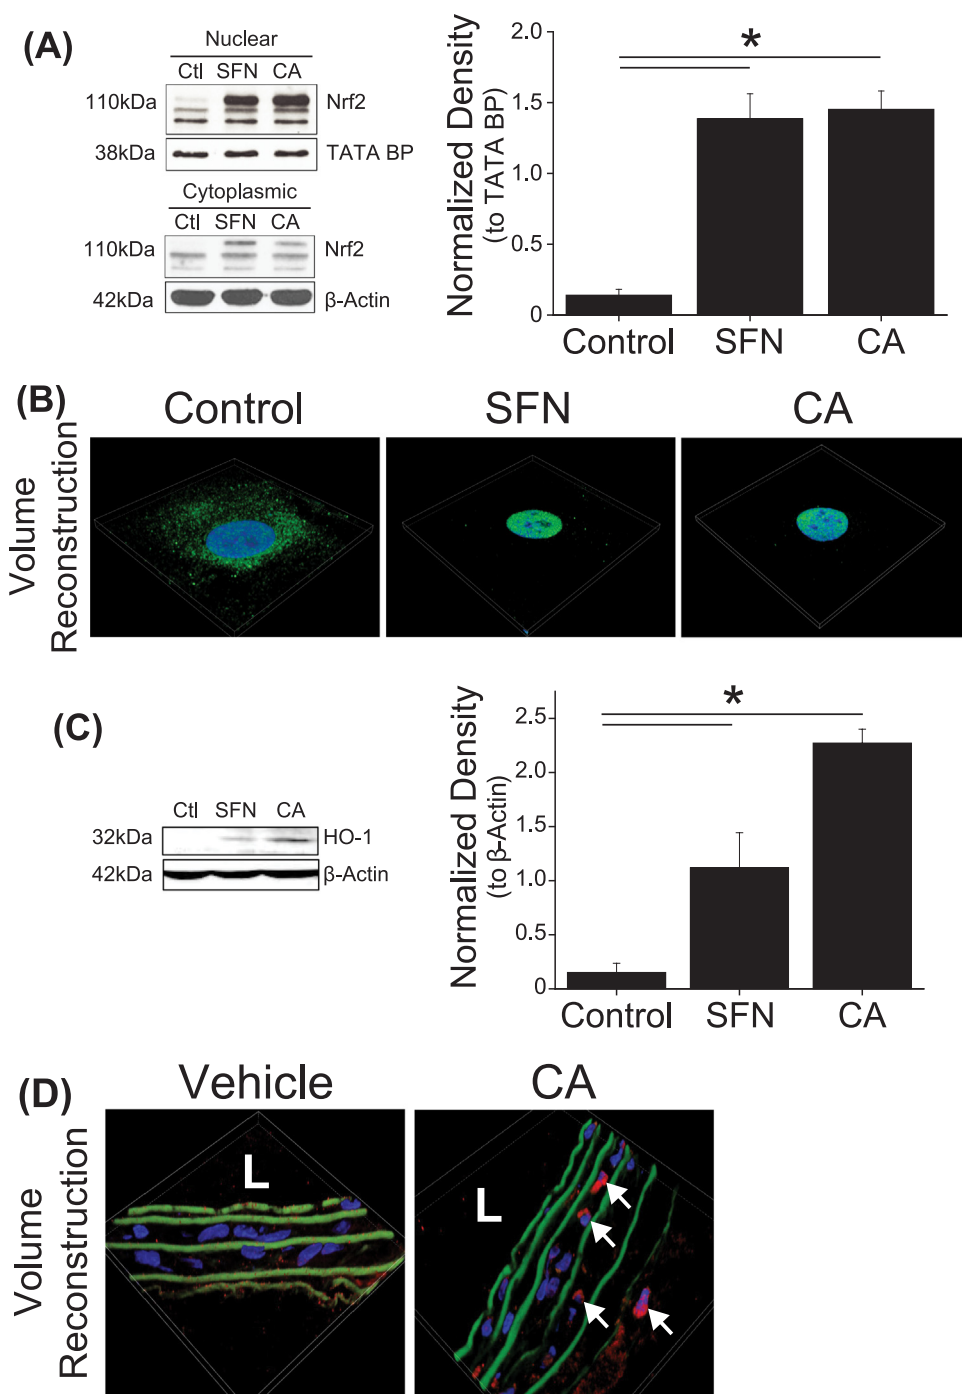 (A)
Nuclear
Ctl SFN CA
110kDa Nrf2
38kDa TATA BP
Cytoplasmic
Ctl SFN CA
110kDa Nrf2
42kDa β-Actin
Normalized Density
(to TATA BP)
2.0
1.5
1.0
0.5
0
*
Control SFN CA
(B)
Control SFN CA
Volume
Reconstruction
(C)
Ctl SFN CA
32kDa HO-1
42kDa β-Actin
Normalized Density
(to β-Actin)
2.5
2.0
1.5
1.0
0.5
0
*
Control SFN CA
(D)
Vehicle CA
Volume
Reconstruction
L
L